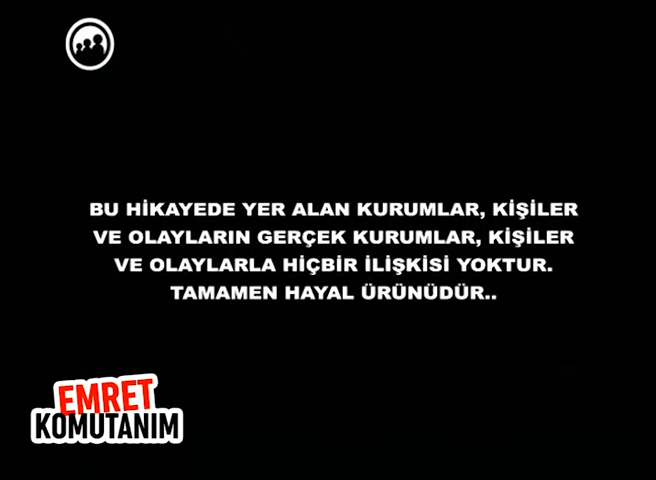 BU HİKAYEDE YER ALAN KURUMLAR, KİŞİLER
VE OLAYLARIN GERÇEK KURUMLAR, KİŞİLER
VE OLAYLARLA HİÇBİR İLİŞKİSİ YOKTUR.
TAMAMEN HAYAL ÜRÜNÜDÜR..
EMRET
KOMUTANIM